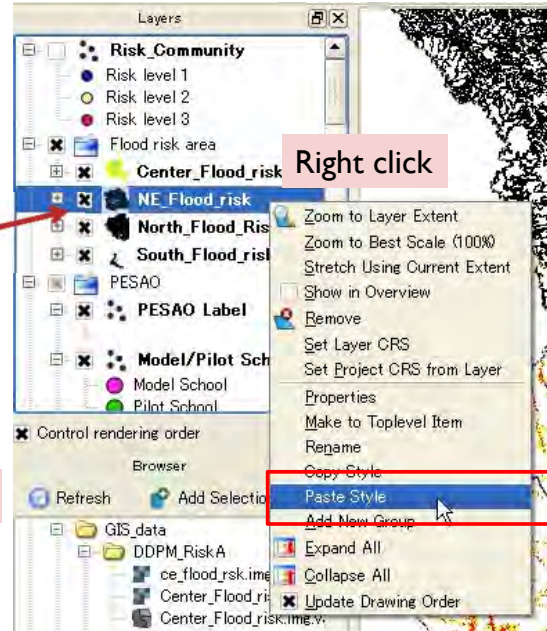 Layers
Risk_Community
Risk level 1
Risk level 2
Risk level 3
Flood risk area
Right click
Center_Flood_risk
NE_Flood_risk
North_Flood_Ris
South_Flood_risl
PESAO
PESAO Label
Model/Pilot Sch
Model School
Pilot School
Control rendering order
Browser
Refresh
Add Selectio
GIS_data
DDPM_RiskA
ce_flood_rsk.img
Center_Flood_ri
Center_Flood_risk.img.v
Zoom to Layer Extent
Zoom to Best Scale (100%)
Stretch Using Current Extent
Show in Overview
Remove
Set Layer CRS
Set Project CRS from Layer
Properties
Make to Toplevel Item
Rename
Copy Style
Paste Style
Add New Group
Expand All
Collapse All
Update Drawing Order